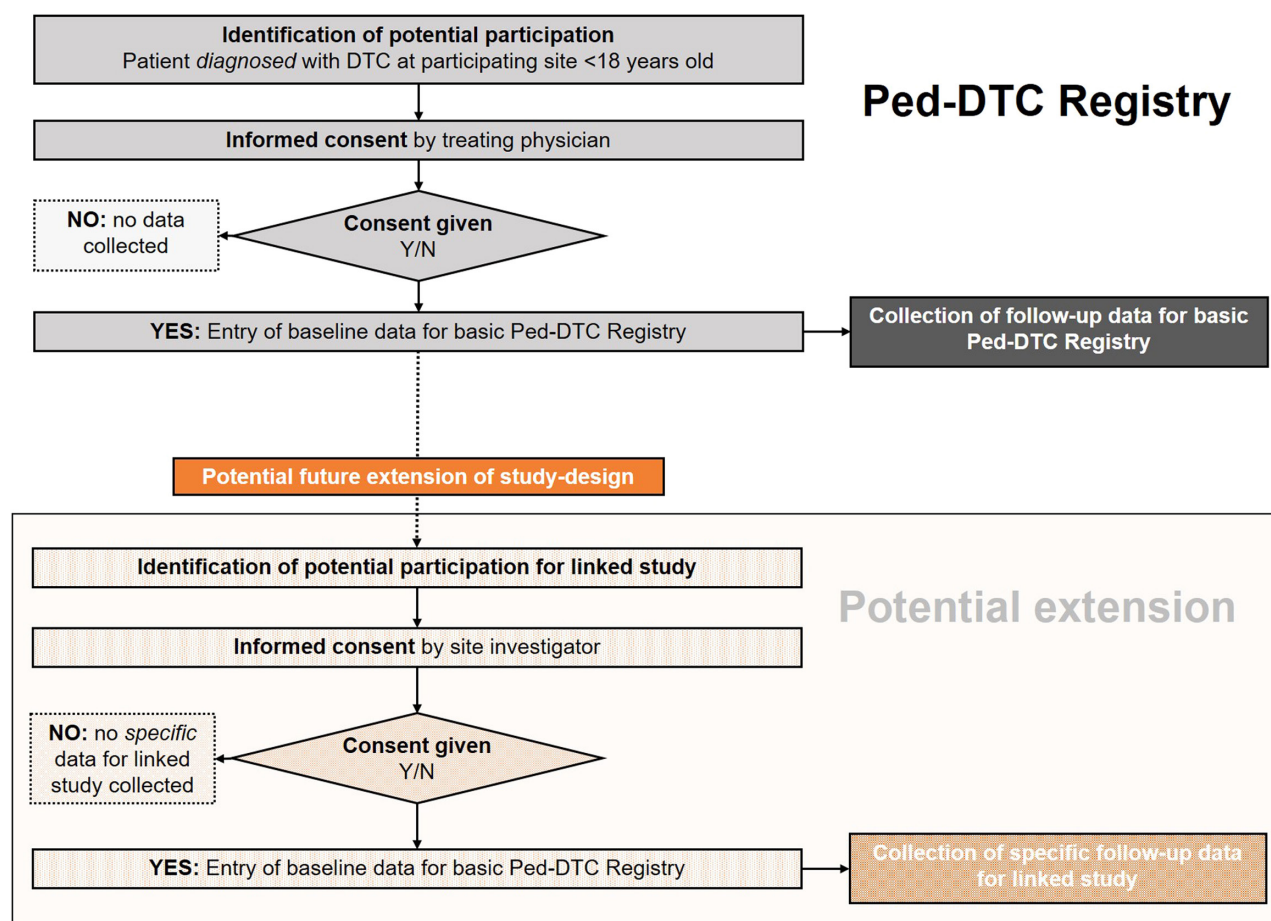 Identification of potential participation
Patient diagnosed with DTC at participating site <18 years old
Ped-DTC Registry
Informed consent by treating physician
Consent given
Y/N
NO: no data
collected
YES: Entry of baseline data for basic Ped-DTC Registry
Collection of follow-up data for basic
Ped-DTC Registry
Potential future extension of study-design
Identification of potential participation for linked study
Potential extension
Informed consent by site investigator
Consent given
Y/N
NO: no specific
data for linked
study collected
YES: Entry of baseline data for basic Ped-DTC Registry
Collection of specific follow-up data
for linked study